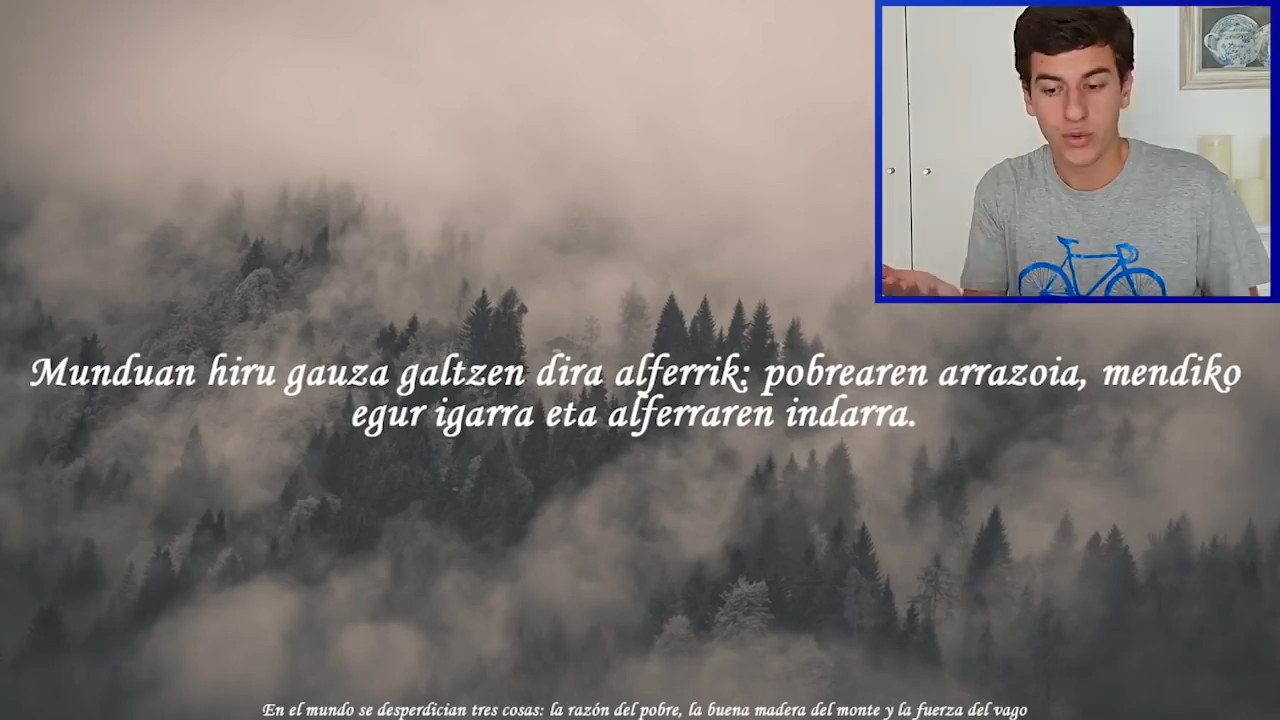 Munduan hiru gauza galtzen dira alferrik: pobrearen arrazoia, mendiko
egur igarra eta alferraren indarra.
En el mundo se desperdician tres cosas: la razón del pobre, la buena madera del monte y la fuerza del vago